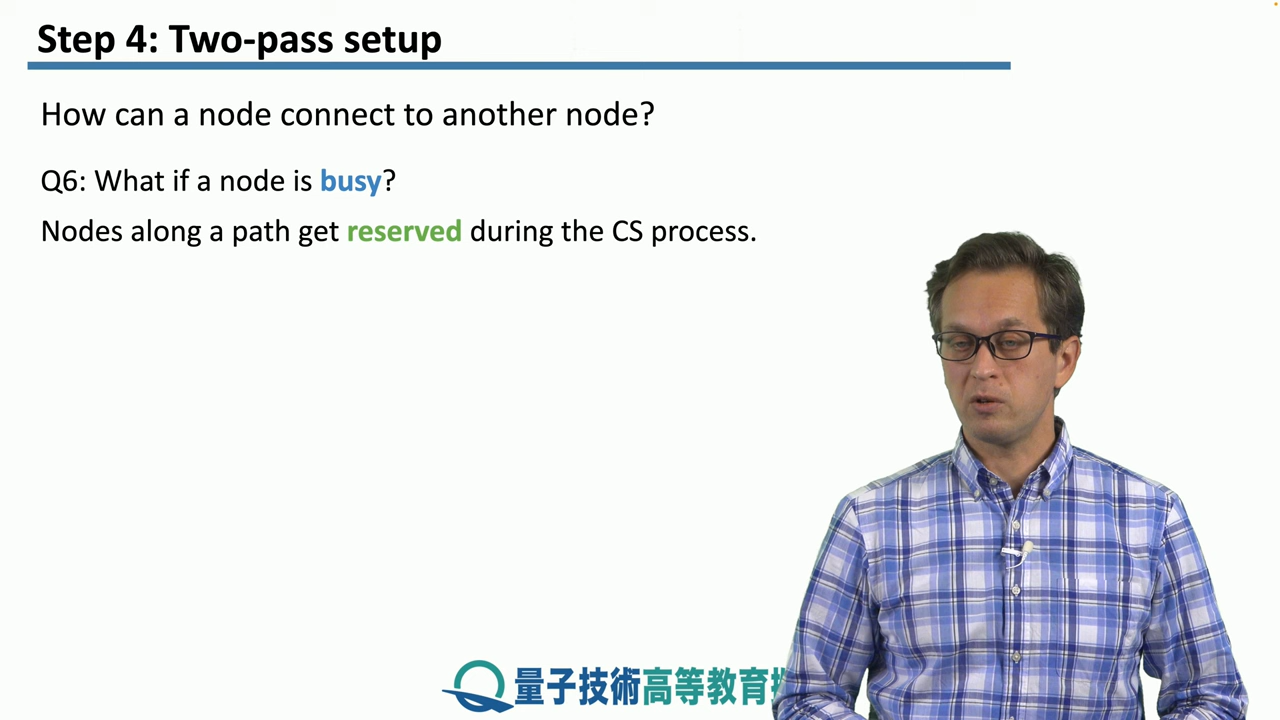 Step 4: Two-pass setup
How can a node connect to another node?
Q6: What if a node is busy?
Nodes along a path get reserved during the CS process.
量子技術高等教育